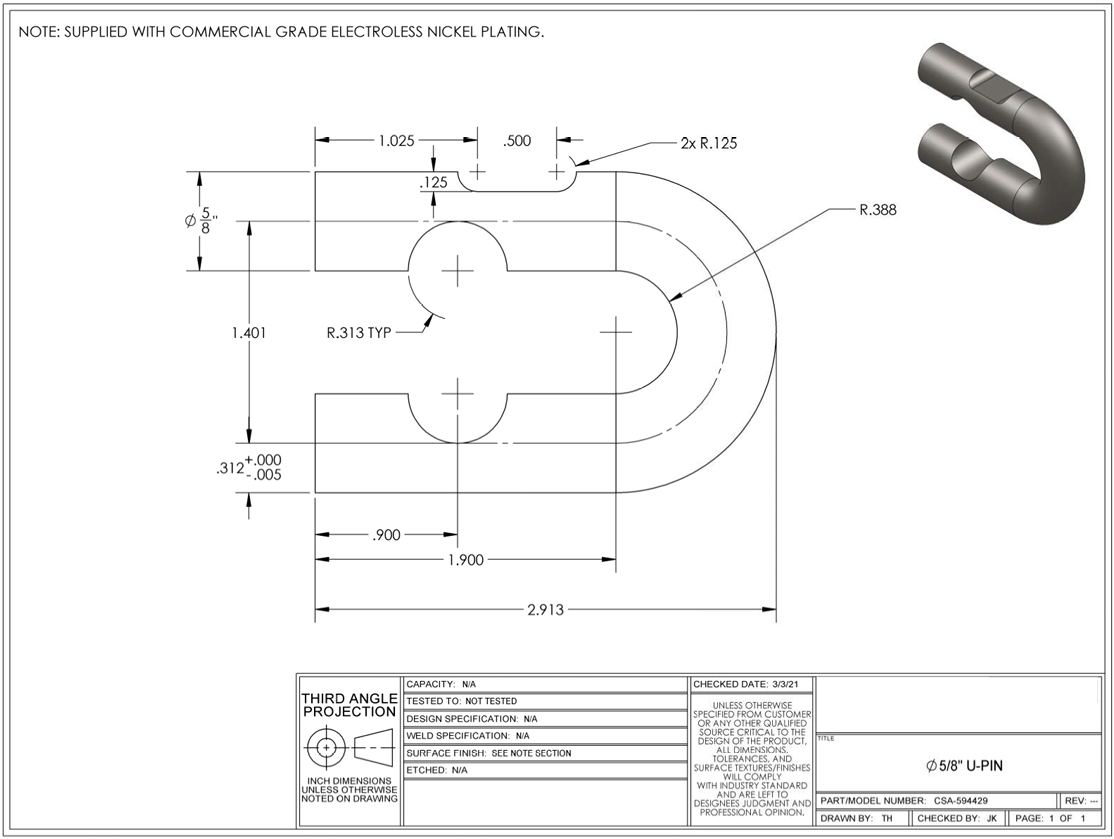 NOTE: SUPPLIED WITH COMMERCIAL GRADE ELECTROLESS NICKEL PLATING.
1.025
.500
2x R.125
.125
Ø 5/8"
R.388
1.401
R.313 TYP
.312 +.000
-.005
.900
1.900
2.913
THIRD ANGLE
PROJECTION
INCH DIMENSIONS
UNLESS OTHERWISE
NOTED ON DRAWING
CAPACITY: N/A
TESTED TO: NOT TESTED
DESIGN SPECIFICATION: N/A
WELD SPECIFICATION: N/A
SURFACE FINISH: SEE NOTE SECTION
ETCHED: N/A
CHECKED DATE: 3/3/21
UNLESS OTHERWISE
SPECIFIED FROM CUSTOMER
OR ANY OTHER QUALIFIED
SOURCE CRITICAL TO THE
DESIGN OF THE PRODUCT,
ALL DIMENSIONS,
TOLERANCES, AND
SURFACE TEXTURES/FINISHES
WILL COMPLY
WITH INDUSTRY STANDARD
AND ARE LEFT TO
DESIGNEES JUDGMENT AND
PROFESSIONAL OPINION.
TITLE
Ø 5/8" U-PIN
PART/MODEL NUMBER: CSA-594429
REV: ---
DRAWN BY: TH
CHECKED BY: JK
PAGE: 1 OF 1